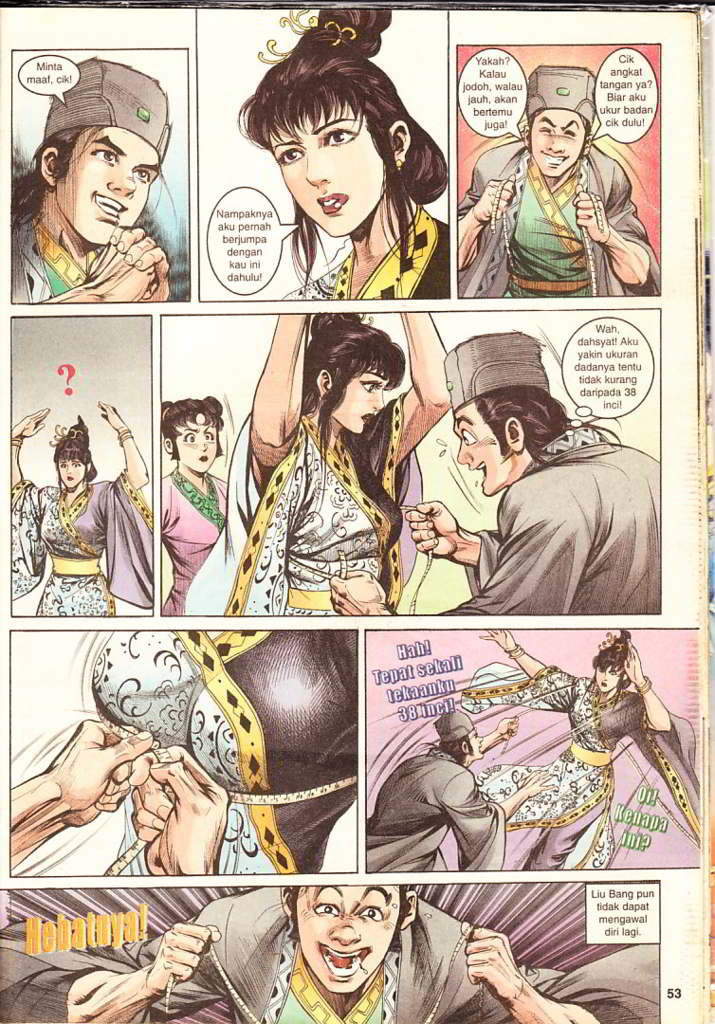 Minta
maaf, cik!
Nampaknya
aku pernah
berjumpa
dengan
kau ini
dahulu!
Yakah?
Kalau
jodoh, walau
jauh, akan
bertemu
juga!
Cik
angkat
tangan ya?
Biar aku
ukur badan
cik dulu!
?
Wah,
dahsyat! Aku
yakin ukuran
dadanya tentu
tidak kurang
daripada 38
inci!
Hah!
Tepat sekali
tekaanku
38 inci!
Oi!
Kenapa
ini?
Hebatnya!
Liu Bang pun
tidak dapat
mengawal
diri lagi.
53